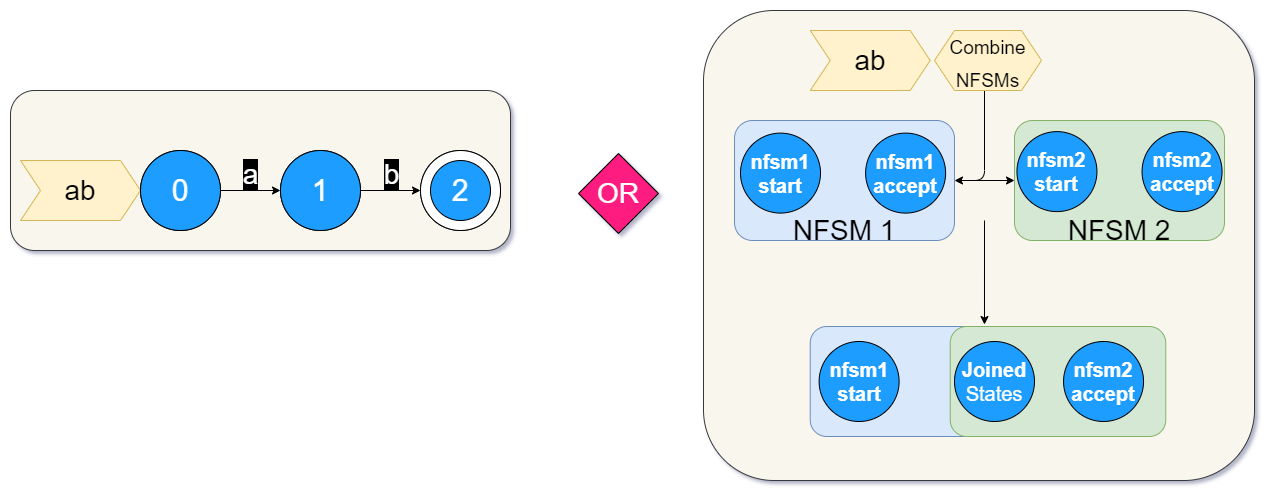 ab
0
a
1
b
2
OR
ab
Combine
NFSMs
nfsm1
start
nfsm1
accept
NFSM 1
nfsm2
start
nfsm2
accept
NFSM 2
nfsm1
start
Joined
States
nfsm2
accept